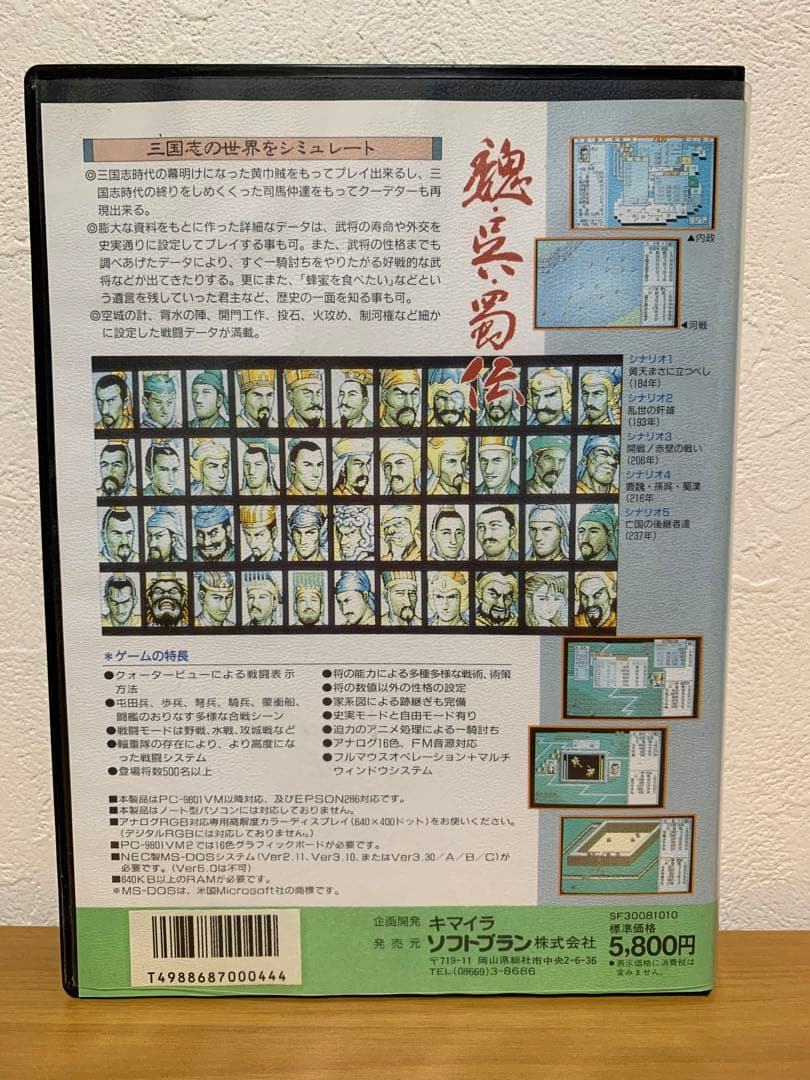 三国志の世界をシミュレート
◎三国志時代の幕明けになった黄巾賊をもってプレイ出来るし、三
国志時代の終りをしめくくった司馬仲達をもってクーデターも再
現出来る。
◎膨大な資料をもとに作った詳細なデータは、武将の寿命や外交を
史実通りに設定してプレイする事も可。また、武将の性格までも
調べあげたデータにより、すぐ一騎討ちをやりたがる好戦的な武
将などが出てきたりする。更にまた、「蜂蜜を食べたい」などとい
う遺言を残していった君主など、歴史の一面を知る事も可。
◎空城の計、背水の陣、開門工作、投石、火攻め、制河権など細か
に設定した戦闘データが満載。
魏・呉・蜀伝
▲内政
◀河戦
シナリオ1
黄天まさに立つべし
(184年)
シナリオ2
乱世の奸雄
(193年)
シナリオ3
開戦/赤壁の戦い
(206年)
シナリオ4
曹魏・孫呉・蜀漢
(216年
シナリオ5
亡国の後継者達
(237年)
＊ゲームの特長
●クォータービューによる戦闘表示
方法
●屯田兵、歩兵、弩兵、騎兵、蒙衝船、
闘艦のおりなす多様な合戦シーン
●戦闘モードは野戦、水戦、攻城戦など
●輜重隊の存在により、より高度にな
った戦闘システム
●登場将数500名以上
●将の能力による多種多様な戦術、術策
●将の数値以外の性格の設定
●家系図による跡継ぎも完備
●史実モードと自由モード有り
●迫力のアニメ処理による一騎討ち
●アナログ16色、FM音源対応
●フルマウスオペレーション+マルチ
ウィンドウシステム
■本製品はPC-9801VM以降対応、及びEPSON286対応です。
■本製品はノート型パソコンには対応しておりません。
■アナログRGB対応専用高解度カラーディスプレイ(640×400ドット)をお使いください。
(デジタルRGBには対応しておりません。)
■PC-9801VM2では16色グラフィックボードが必要です。
■NEC製MS-DOSシステム(Ver2.11、Ver3.10、またはVer3.30/A/B/C)が
必要です。(Ver5.0は不可)
■640KB以上のRAMが必要です。
※MS-DOSは、米国Microsoft社の商標です。
T4988687000444
企画開発 キマイラ
発売元 ソフトプラン株式会社
〒719-11 岡山県総社市中央2-6-36
TEL(08669)3-8686
SF30081010
標準価格
5,800円
●表示価格に消費税は
含みません。